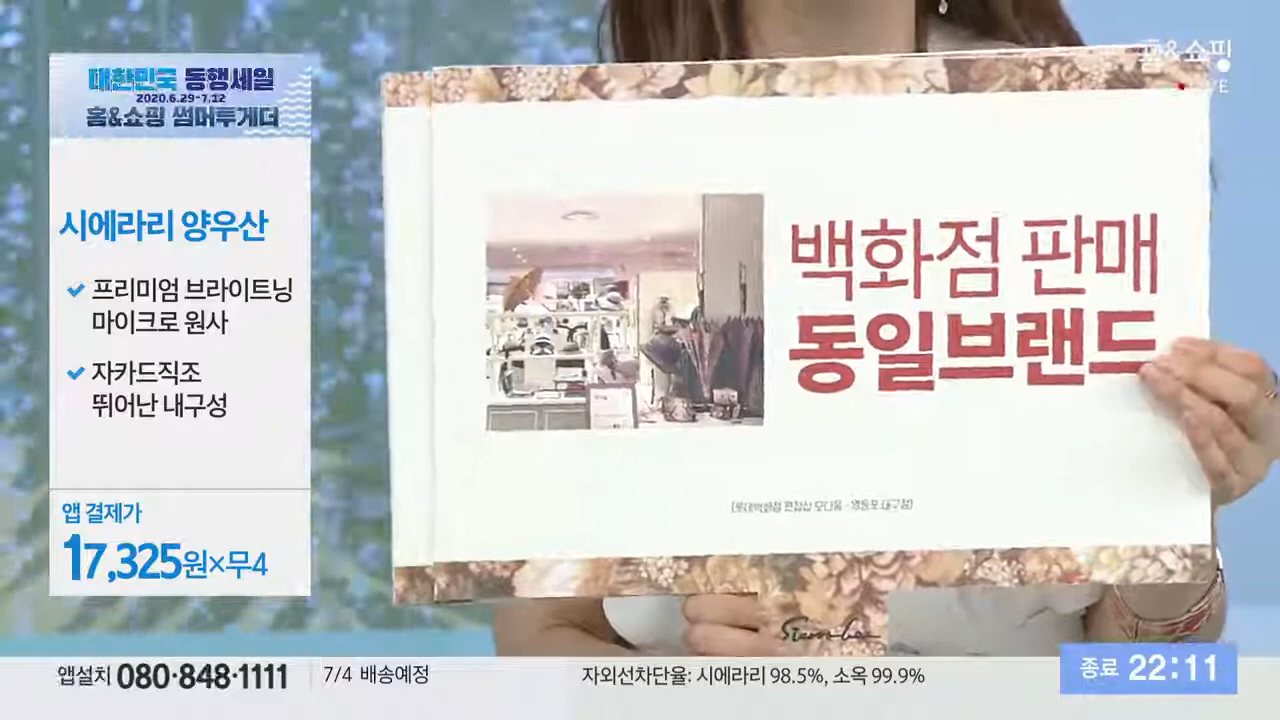 대한민국 동행세일
2020.6.29-7.12
홈&쇼핑 썸머투게더
시에라리 양우산
프리미엄 브라이트닝
마이크로 원사
자카드직조
뛰어난 내구성
앱 결제가
17,325원×무4
홈&쇼핑
LIVE
백화점 판매
동일브랜드
앱설치 080·848·1111
7/4 배송예정
자외선차단율: 시에라리 98.5%, 소옥 99.9%
종료 22:11